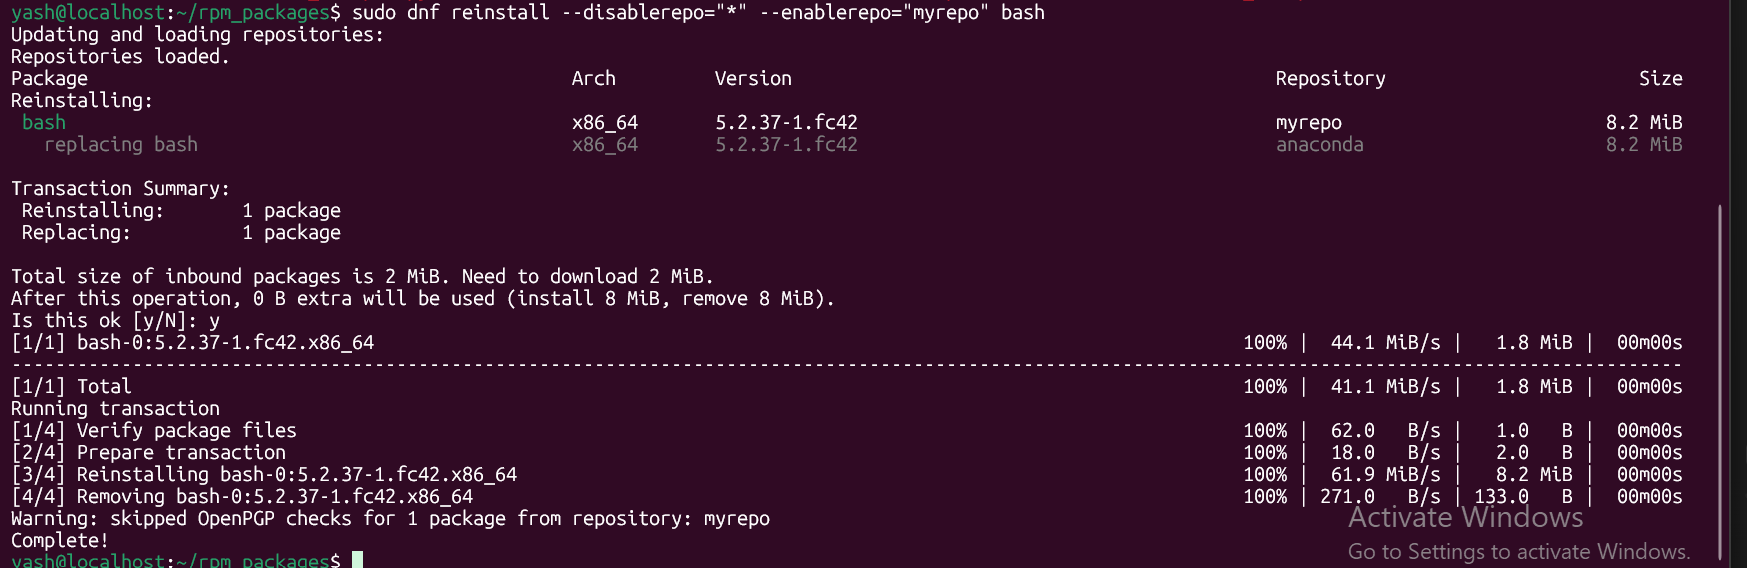 yash@localhost:~/rpm_packages$ sudo dnf reinstall --disablerepo="*" --enablerepo="myrepo" bash
Updating and loading repositories:
Repositories loaded.
Package Arch Version Repository Size
Reinstalling:
bash x86_64 5.2.37-1.fc42 myrepo 8.2 MiB
replacing bash x86_64 5.2.37-1.fc42 anaconda 8.2 MiB
Transaction Summary:
Reinstalling: 1 package
Replacing: 1 package
Total size of inbound packages is 2 MiB. Need to download 2 MiB.
After this operation, 0 B extra will be used (install 8 MiB, remove 8 MiB).
Is this ok [y/N]: y
[1/1] bash-0:5.2.37-1.fc42.x86_64 100% | 44.1 MiB/s | 1.8 MiB | 00m00s
--------------------------------------------------------------------------------------------------------------------------------------------------------
[1/1] Total 100% | 41.1 MiB/s | 1.8 MiB | 00m00s
Running transaction
[1/4] Verify package files 100% | 62.0 B/s | 1.0 B | 00m00s
[2/4] Prepare transaction 100% | 18.0 B/s | 2.0 B | 00m00s
[3/4] Reinstalling bash-0:5.2.37-1.fc42.x86_64 100% | 61.9 MiB/s | 8.2 MiB | 00m00s
[4/4] Removing bash-0:5.2.37-1.fc42.x86_64 100% | 271.0 B/s | 133.0 B | 00m00s
Warning: skipped OpenPGP checks for 1 package from repository: myrepo
Complete!
yash@localhost:~/rpm_packages$
Activate Windows
Go to Settings to activate Windows.